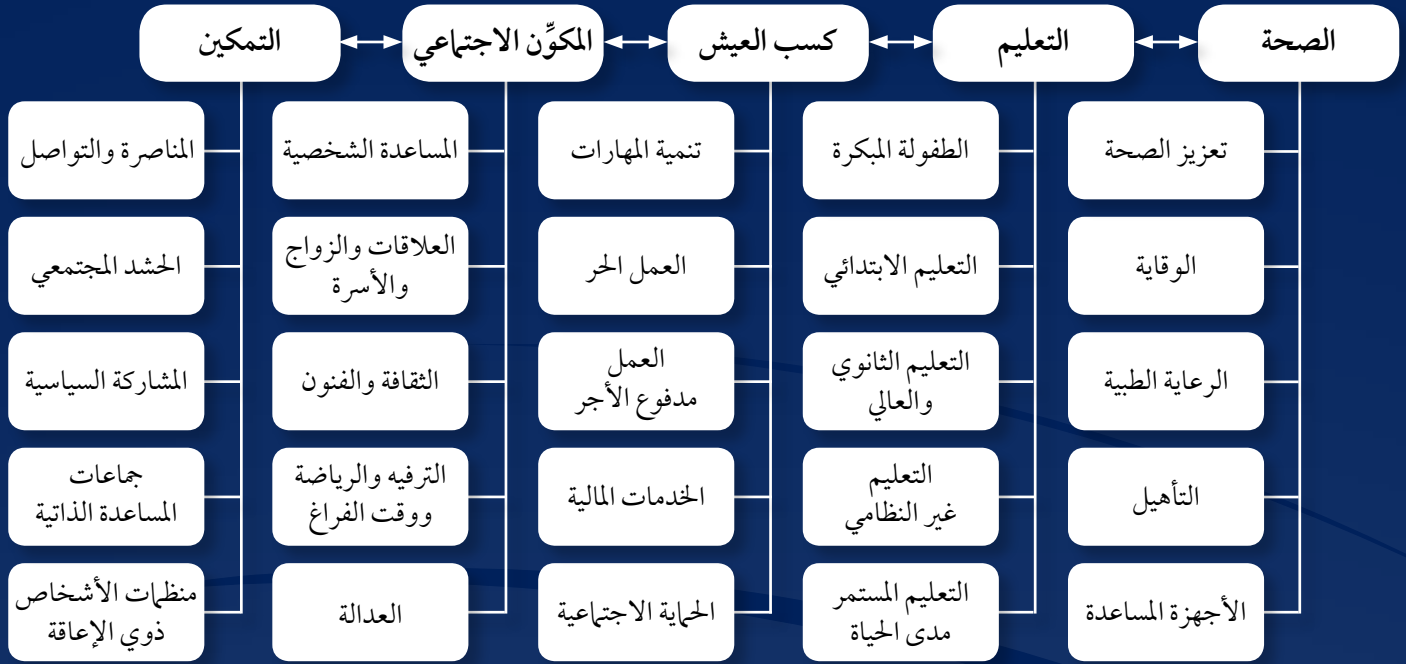 الصحة
تعزيز الصحة
الوقاية
الرعاية الطبية
التأهيل
الأجهزة المساعدة
التعليم
الطفولة المبكرة
التعليم الابتدائي
التعليم الثانوي
والعالي
التعليم
غير النظامي
التعليم المستمر
مدى الحياة
كسب العيش
تنمية المهارات
العمل الحر
العمل
مدفوع الأجر
الخدمات المالية
الحماية الاجتماعية
المكوِّن الاجتماعي
المساعدة الشخصية
العلاقات والزواج
والأسرة
الثقافة والفنون
الترفيه والرياضة
ووقت الفراغ
العدالة
التمكين
المناصرة والتواصل
الحشد المجتمعي
المشاركة السياسية
جماعات
المساعدة الذاتية
منظمات الأشخاص
ذوي الإعاقة